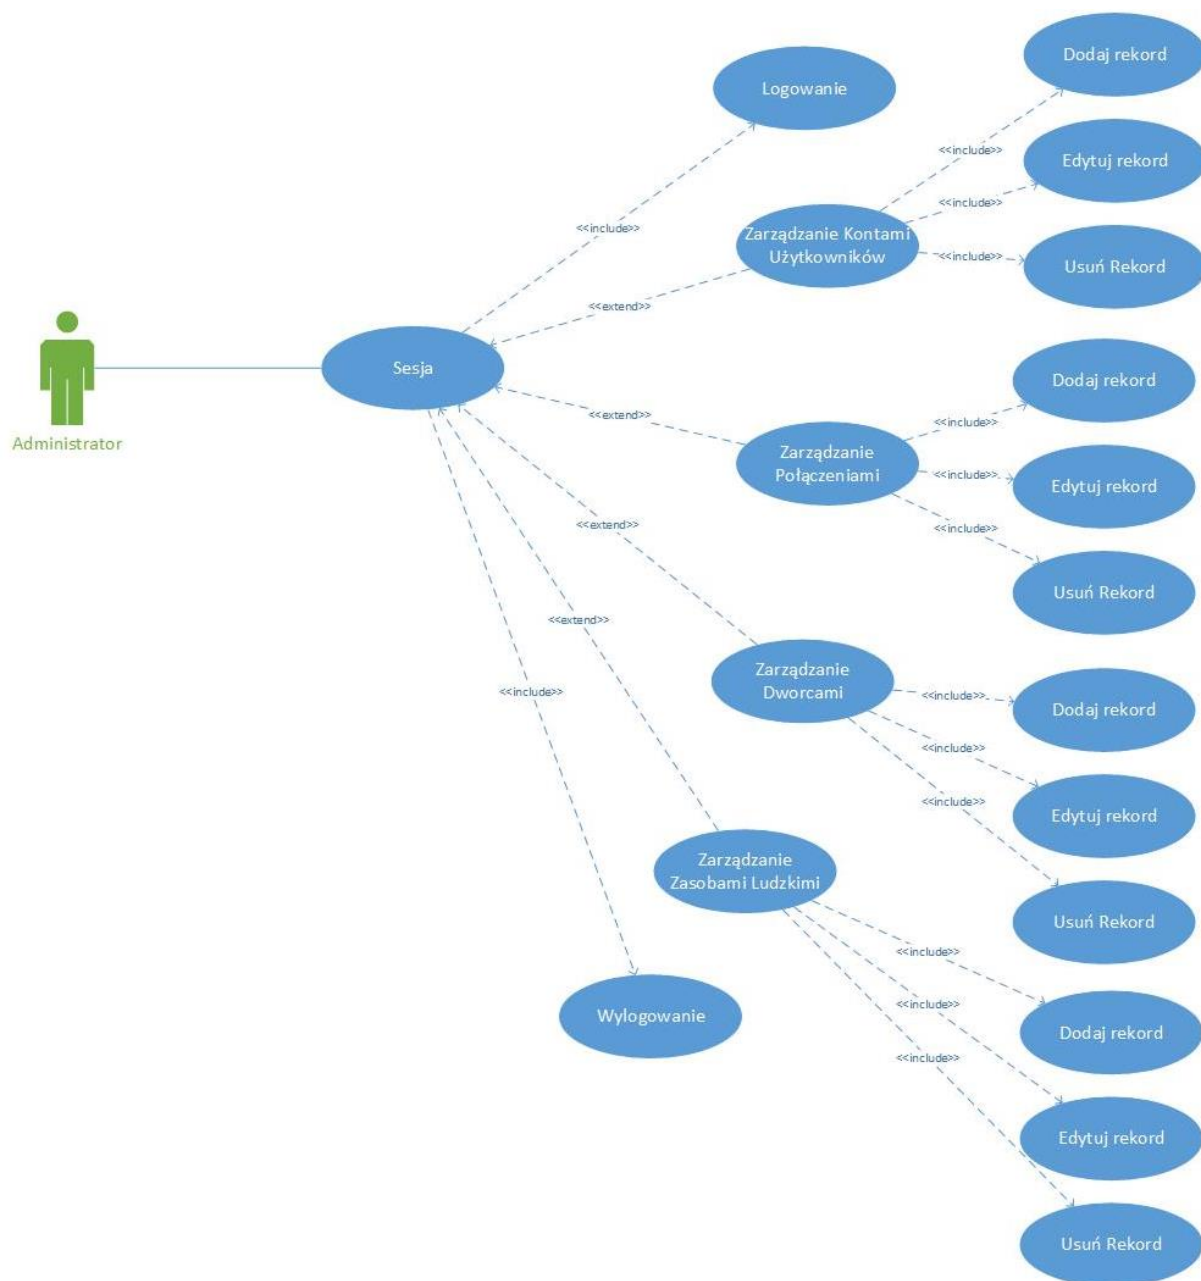 Dodaj rekord
Logowanie
<<include>>
Edytuj rekord
<<include>>
<<include>>
Zarządzanie Kontami
Użytkowników
<<include>>
Usuń Rekord
<<extend>>
Sesja
Administrator
<<extend>>
Dodaj rekord
<<include>>
Zarządzanie
Połączeniami
<<include>>
Edytuj rekord
<<include>>
Usuń Rekord
<<extend>>
<<extend>>
<<include>>
Zarządzanie
Dworcami
<<include>>
Dodaj rekord
<<include>>
Edytuj rekord
<<include>>
Usuń Rekord
Zarządzanie
Zasobami Ludzkimi
<<include>>
Dodaj rekord
Wylogowanie
<<include>>
Edytuj rekord
<<include>>
Usuń Rekord